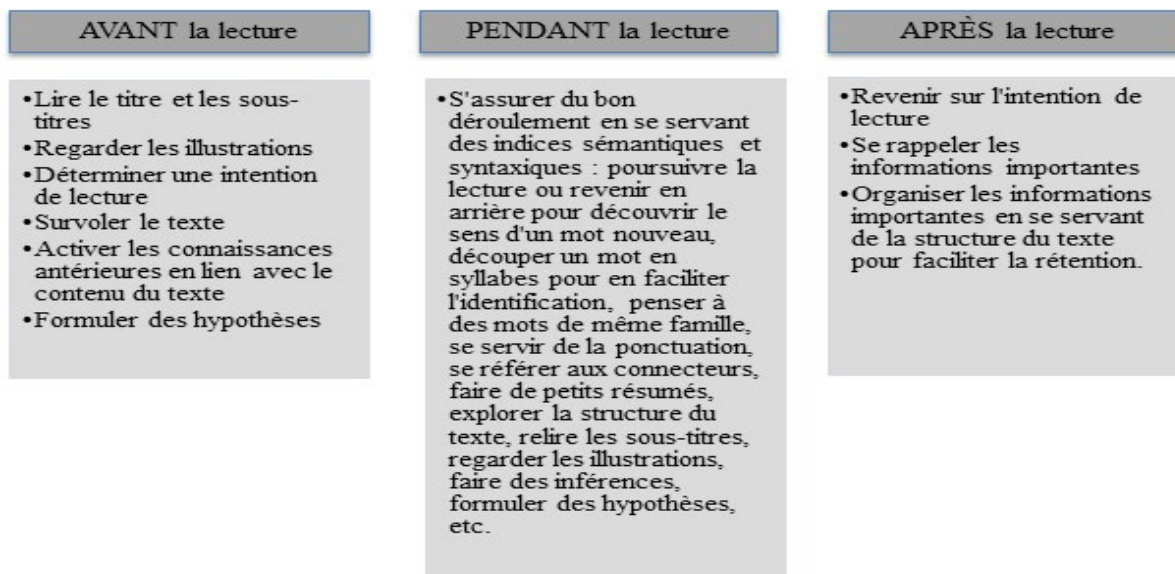 AVANT la lecture
•Lire le titre et les sous-
titres
•Regarder les illustrations
•Déterminer une intention
de lecture
•Survoler le texte
•Activer les connaissances
antérieures en lien avec le
contenu du texte
•Formuler des hypothèses
PENDANT la lecture
•S'assurer du bon
déroulement en se servant
des indices sémantiques et
syntaxiques : poursuivre la
lecture ou revenir en
arrière pour découvrir le
sens d'un mot nouveau,
découper un mot en
syllabes pour en faciliter
l'identification, penser à
des mots de même famille,
se servir de la ponctuation,
se référer aux connecteurs,
faire de petits résumés,
explorer la structure du
texte, relire les sous-titres,
regarder les illustrations,
faire des inférences,
formuler des hypothèses,
etc.
APRÈS la lecture
•Revenir sur l'intention de
lecture
•Se rappeler les
informations importantes
•Organiser les informations
importantes en se servant
de la structure du texte
pour faciliter la rétention.